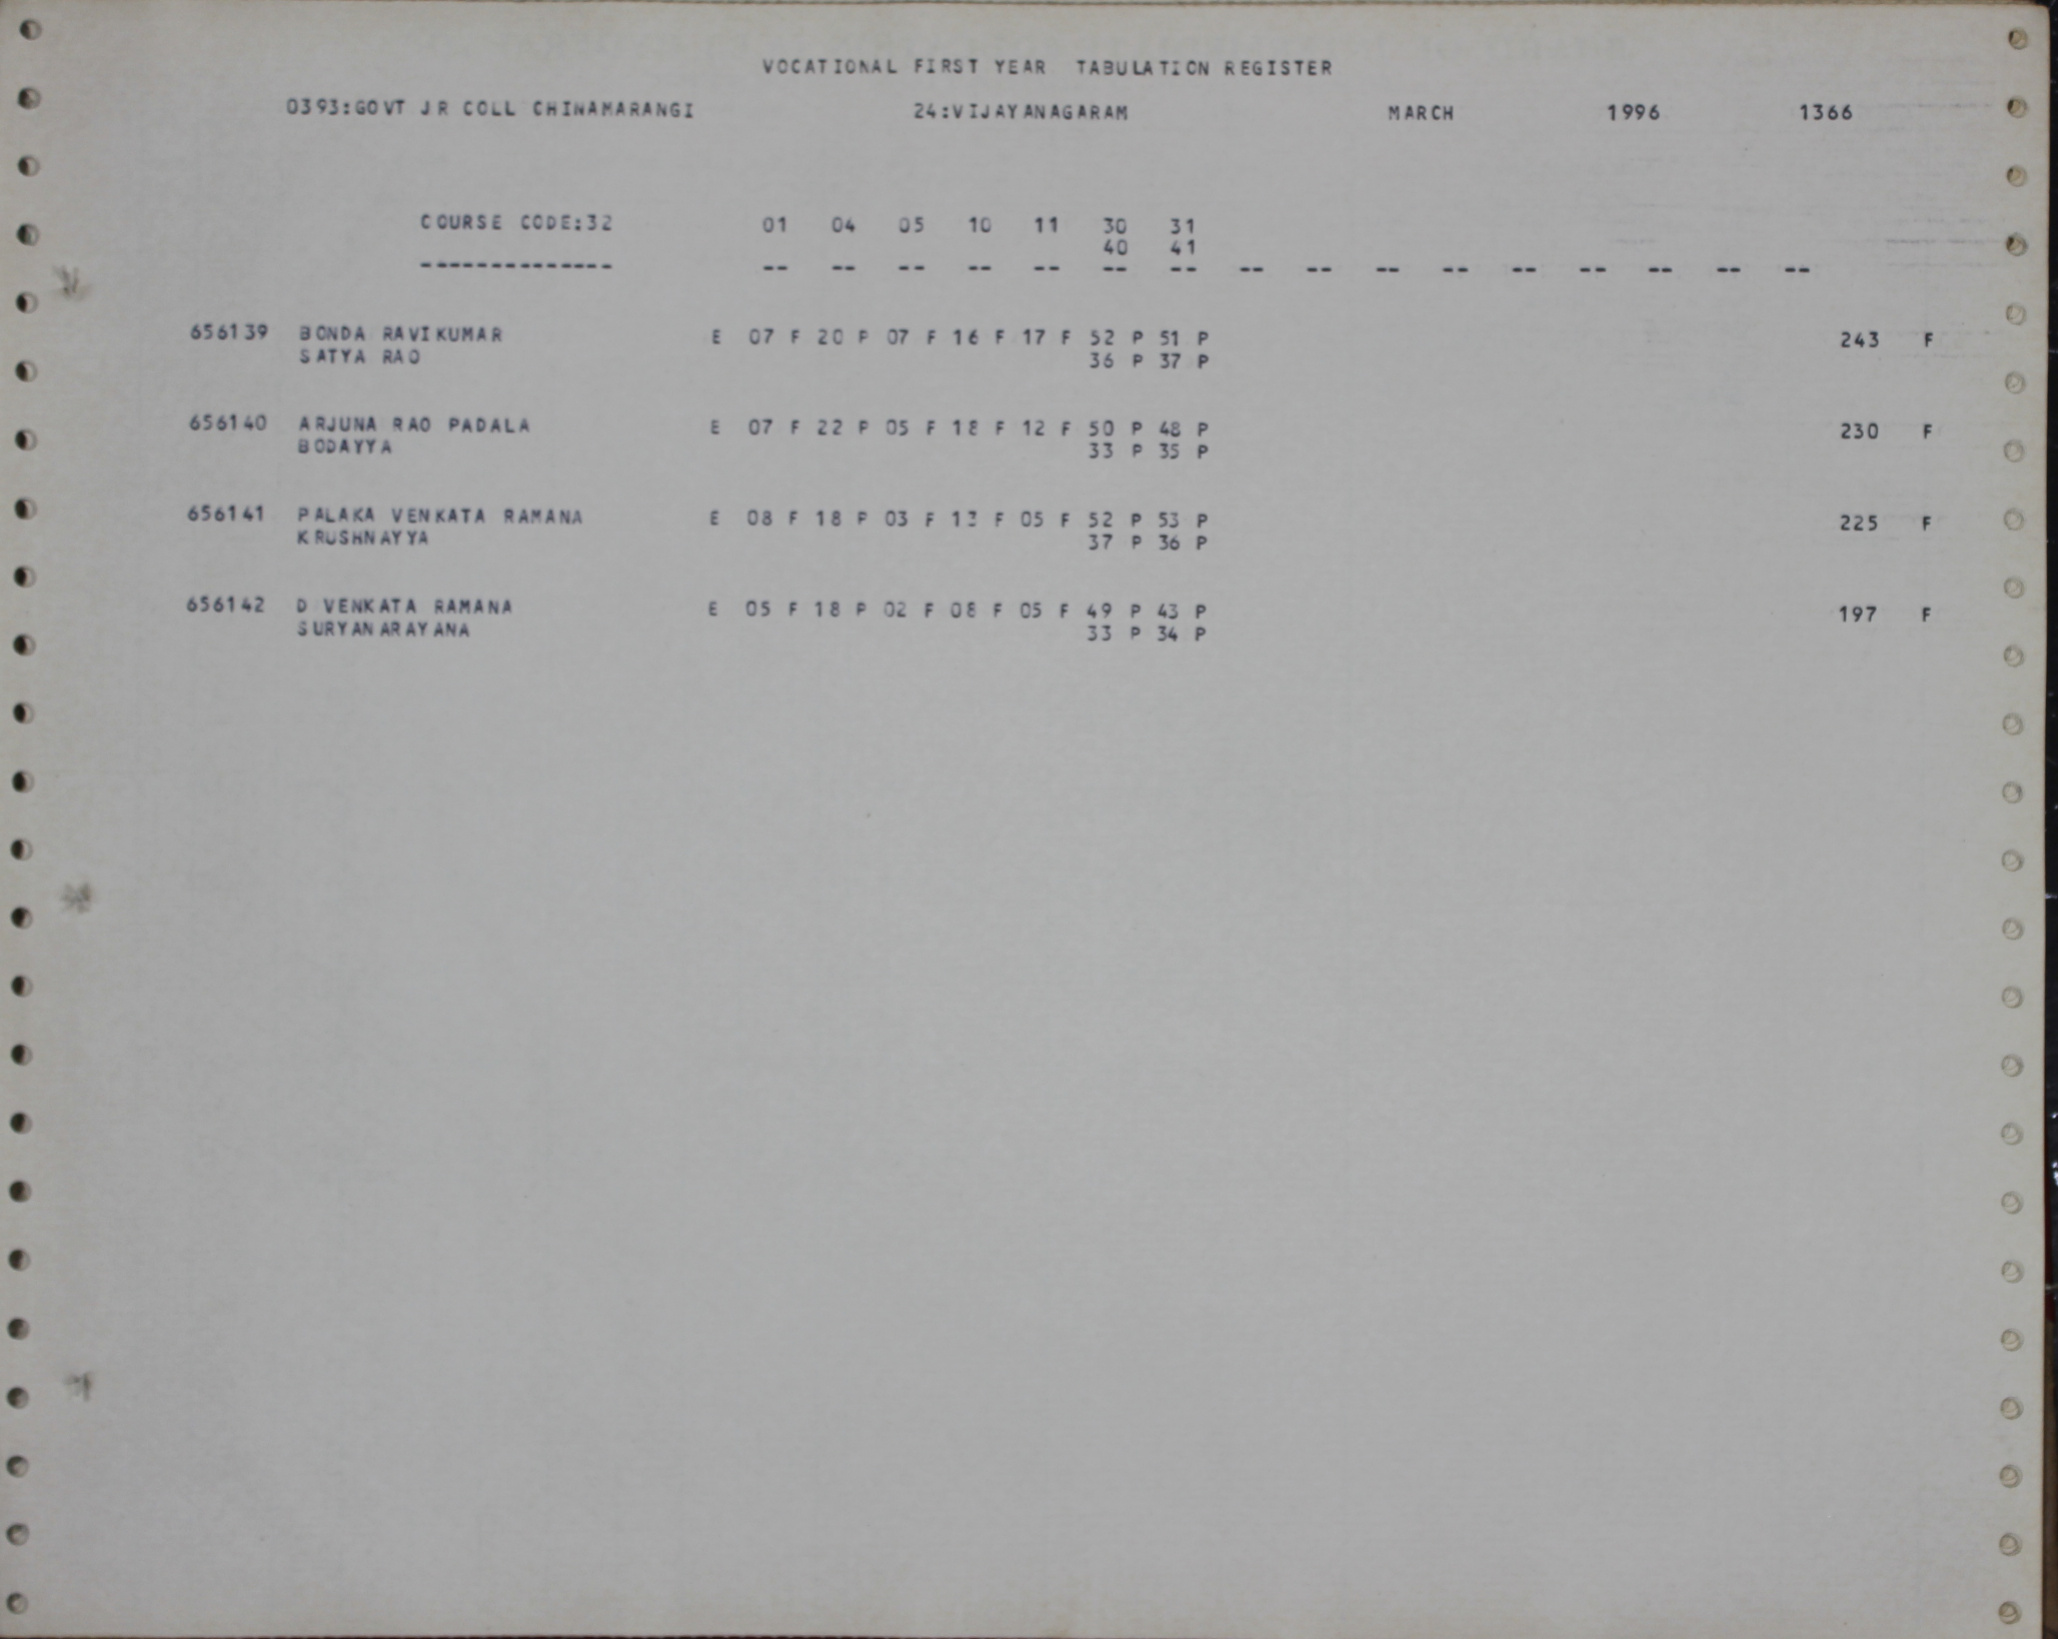 VOCATIONAL FIRST YEAR TABULATION REGISTER
0393:GOVT JR COLL CHINAMARANGI 24:VIJAYANAGARAM MARCH 1996 1366
COURSE CODE:32 01 04 05 10 11 30 31
40 41
-------------- -- -- -- -- -- -- -- -- -- -- -- -- -- -- -- --
656139 BONDA RAVIKUMAR E 07 F 20 P 07 F 16 F 17 F 52 P 51 P 243 F
SATYA RAO 36 P 37 P
656140 ARJUNA RAO PADALA E 07 F 22 P 05 F 18 F 12 F 50 P 48 P 230 F
BODAYYA 33 P 35 P
656141 PALAKA VENKATA RAMANA E 08 F 18 P 03 F 13 F 05 F 52 P 53 P 225 F
KRUSHNAYYA 37 P 36 P
656142 D VENKATA RAMANA E 05 F 18 P 02 F 08 F 05 F 49 P 43 P 197 F
SURYANARAYANA 33 P 34 P